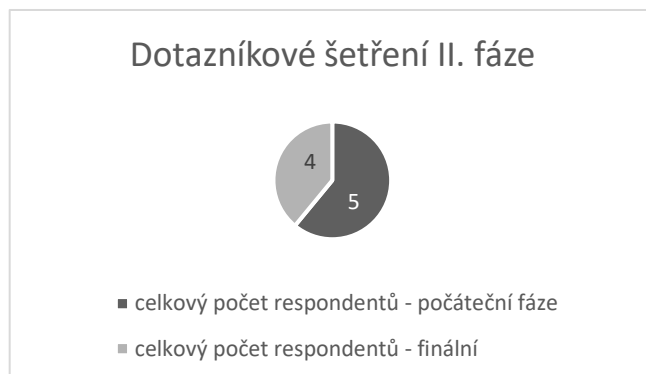 Dotazníkové šetření II. fáze
4
5
celkový počet respondentů - počáteční fáze
celkový počet respondentů - finální